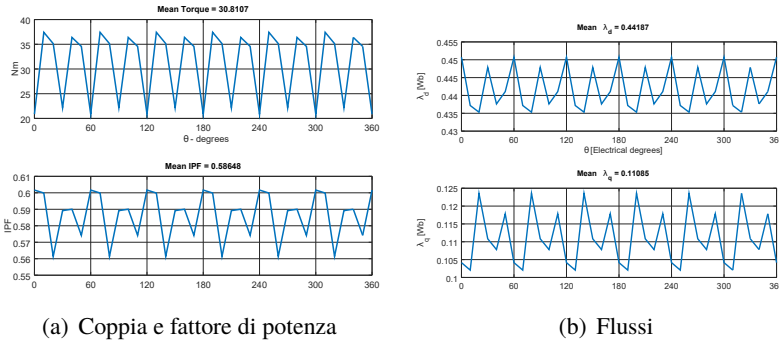 Mean Torque = 30.8107
40
35
30
25
20
Nm
0 60 120 180 240 300 360
θ - degrees
Mean IPF = 0.58648
0.61
0.6
0.59
0.58
0.57
0.56
0.55
IPF
0 60 120 180 240 300 360
(a) Coppia e fattore di potenza
Mean λd = 0.44187
0.455
0.45
0.445
0.44
0.435
0.43
λd [Wb]
0 60 120 180 240 300 36
θ [Electrical degrees]
Mean λq = 0.11085
0.125
0.12
0.115
0.11
0.105
0.1
λq [Wb]
0 60 120 180 240 300 36
(b) Flussi